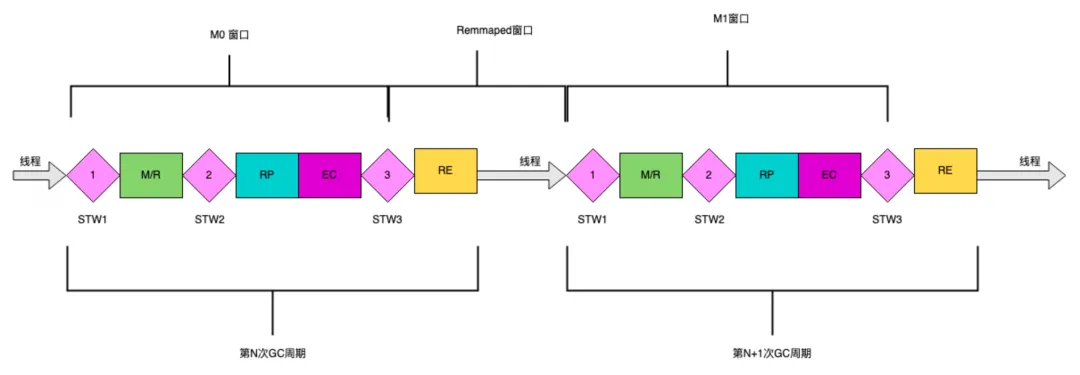 M0 窗口
Remmaped窗口
M1窗口
线程
1
M/R
2
RP
EC
3
RE
线程
1
M/R
2
RP
EC
3
RE
线程
STW1
STW2
STW3
STW1
STW2
STW3
第N次GC周期
第N+1次GC周期